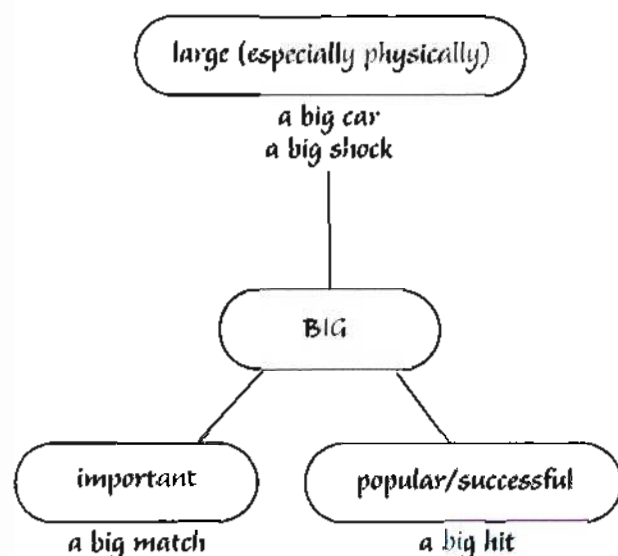 large (especially physically)
a big car
a big shock
BIG
important
popular/successful
a big match
a big hit